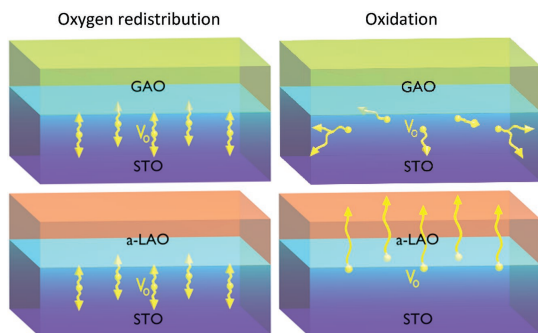 Oxygen redistribution
Oxidation
GAO
Vo
STO
GAO
Vo
STO
a-LAO
Vo
STO
a-LAO
Vo
STO